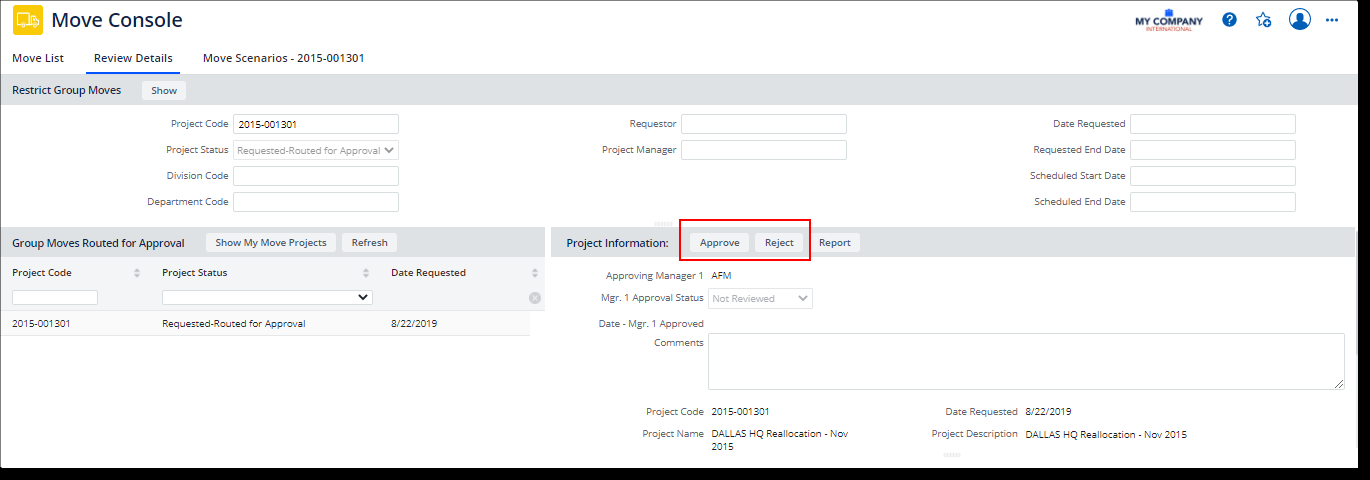 Move Console
MY COMPANY
INTERNATIONAL
?
Move List Review Details Move Scenarios - 2015-001301
Restrict Group Moves Show
Project Code 2015-001301 Requestor Date Requested
Project Status Requested-Routed for Approval Project Manager Requested End Date
Division Code Scheduled Start Date
Department Code Scheduled End Date
Group Moves Routed for Approval Show My Move Projects Refresh
Project Code Project Status Date Requested
2015-001301 Requested-Routed for Approval 8/22/2019
Project Information: Approve Reject Report
Approving Manager 1 AFM
Mgr. 1 Approval Status Not Reviewed
Date - Mgr. 1 Approved
Comments
Project Code 2015-001301 Date Requested 8/22/2019
Project Name DALLAS HQ Reallocation - Nov Project Description DALLAS HQ Reallocation - Nov 2015
2015